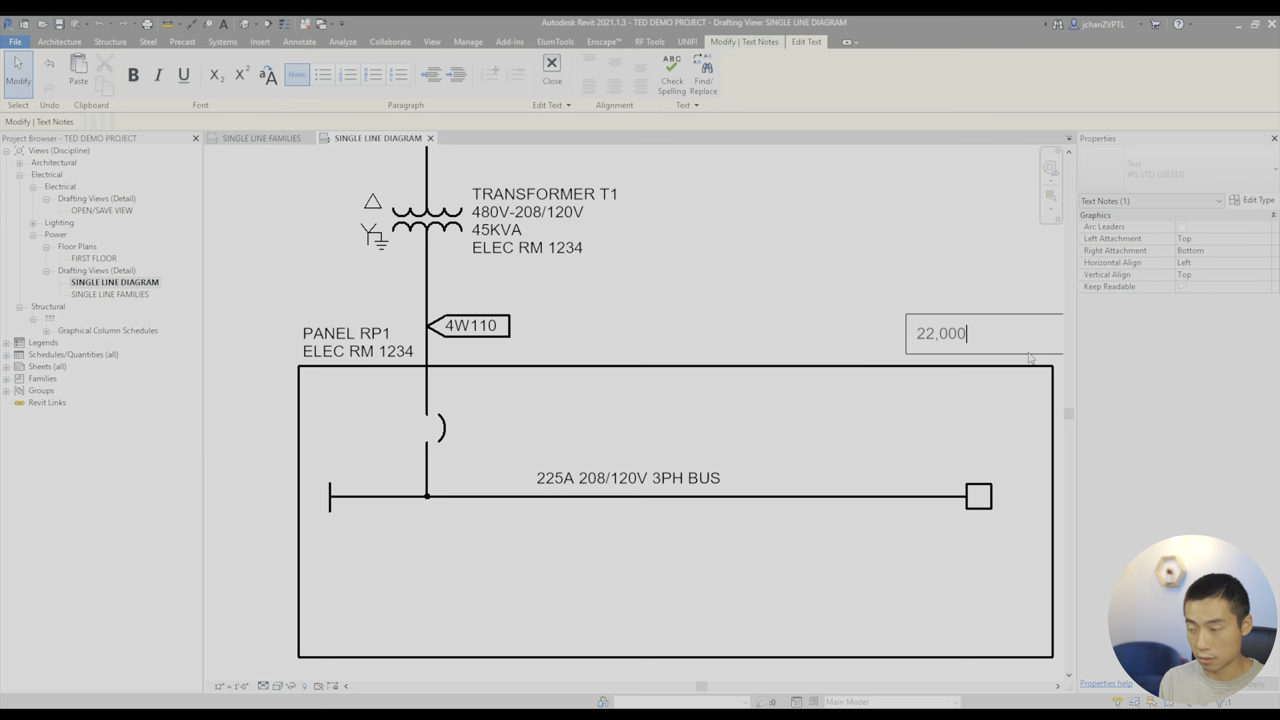 Autodesk Revit 2021.1.3 - TED DEMO PROJECT - Drafting View: SINGLE LINE DIAGRAM
jchanZVPTL
File Architecture Structure Steel Precast Systems Insert Annotate Analyze Collaborate View Manage Add-Ins ElumTools Enscape™ RF Tools UNIFI Modify | Text Notes Edit Text
Modify
Paste
None
Close
Check Spelling
Find/ Replace
Select Undo Clipboard Font Paragraph Edit Text Alignment Text
Modify | Text Notes
Project Browser - TED DEMO PROJECT
Views (Discipline)
Architectural
Electrical
Electrical
Drafting Views (Detail)
OPEN/SAVE VIEW
Lighting
Power
Floor Plans
FIRST FLOOR
Drafting Views (Detail)
SINGLE LINE DIAGRAM
SINGLE LINE FAMILIES
Structural
???
Graphical Column Schedules
Legends
Schedules/Quantities (all)
Sheets (all)
Families
Groups
Revit Links
SINGLE LINE FAMILIES
SINGLE LINE DIAGRAM
TRANSFORMER T1
480V-208/120V
45KVA
ELEC RM 1234
4W110
PANEL RP1
ELEC RM 1234
22,000
225A 208/120V 3PH BUS
Properties
Text
Text Notes (1)
Edit Type
Graphics
Arc Leaders
Left Attachment Top
Right Attachment Bottom
Horizontal Align Left
Vertical Align Top
Keep Readable
Properties help
12" = 1'-0"
:0
Main Model
:1